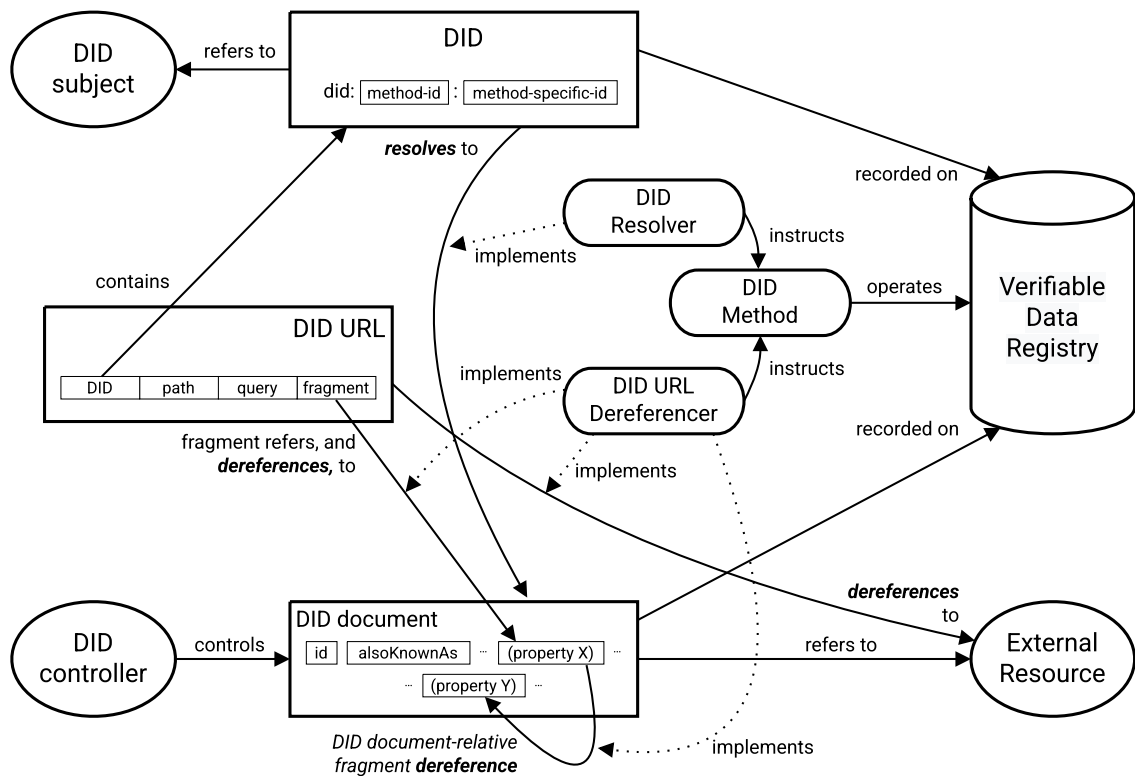 DID
subject
refers to
DID
did: method-id : method-specific-id
resolves to
recorded on
DID
Resolver
implements
instructs
contains
DID
Method
operates
Verifiable
Data
Registry
DID URL
DID path query fragment
implements
DID URL
Dereferencer
instructs
recorded on
fragment refers, and
dereferences, to
implements
dereferences
to
DID
controller
controls
DID document
id alsoKnownAs ... (property X) ...
... (property Y) ...
refers to
External
Resource
DID document-relative
fragment dereference
implements